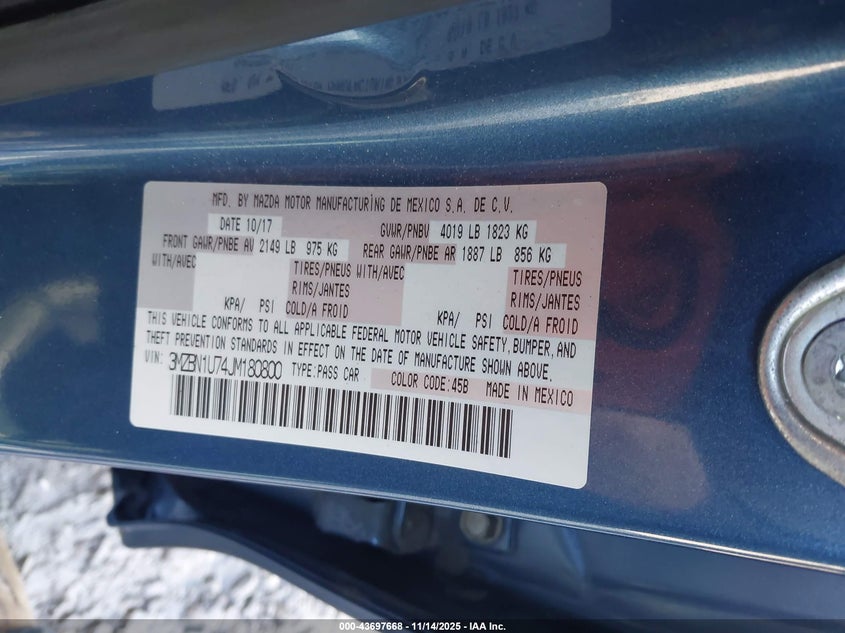 MFD. BY MAZDA MOTOR MANUFACTURING DE MEXICO S.A. DE C.V.
DATE 10/17 GVWR/PNBV 4019 LB 1823 KG
FRONT GAWR/PNBE AV 2149 LB 975 KG REAR GAWR/PNBE AR 1887 LB 856 KG
WITH/AVEC TIRES/PNEUS WITH/AVEC TIRES/PNEUS
RIMS/JANTES RIMS/JANTES
KPA/ PSI COLD/A FROID KPA/ PSI COLD/A FROID
THIS VEHICLE CONFORMS TO ALL APPLICABLE FEDERAL MOTOR VEHICLE SAFETY, BUMPER, AND
THEFT PREVENTION STANDARDS IN EFFECT ON THE DATE OF MANUFACTURE SHOWN ABOVE.
VIN: 3MZBN1U74JM180800 TYPE:PASS CAR COLOR CODE:45B MADE IN MEXICO
000-43697668 - 11/14/2025 - IAA Inc.